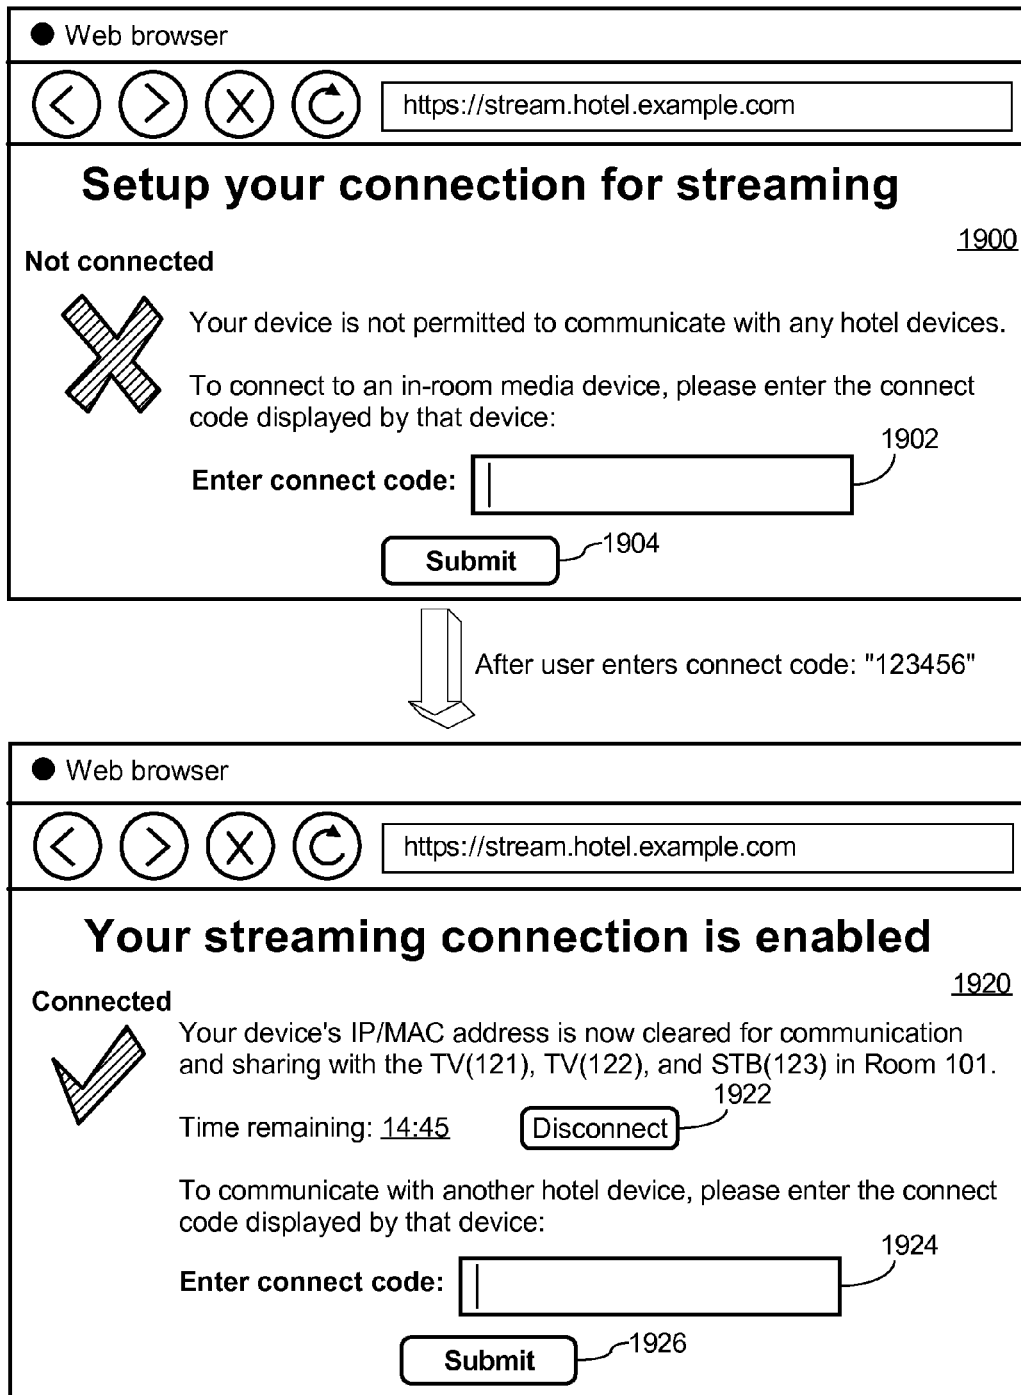 Web browser
https://stream.hotel.example.com
Setup your connection for streaming
1900
Not connected
Your device is not permitted to communicate with any hotel devices.
To connect to an in-room media device, please enter the connect
code displayed by that device:
1902
Enter connect code:
1904
Submit
After user enters connect code: "123456"
Web browser
https://stream.hotel.example.com
Your streaming connection is enabled
1920
Connected
Your device's IP/MAC address is now cleared for communication
and sharing with the TV(121), TV(122), and STB(123) in Room 101.
1922
Time remaining: 14:45 Disconnect
To communicate with another hotel device, please enter the connect
code displayed by that device:
1924
Enter connect code:
1926
Submit